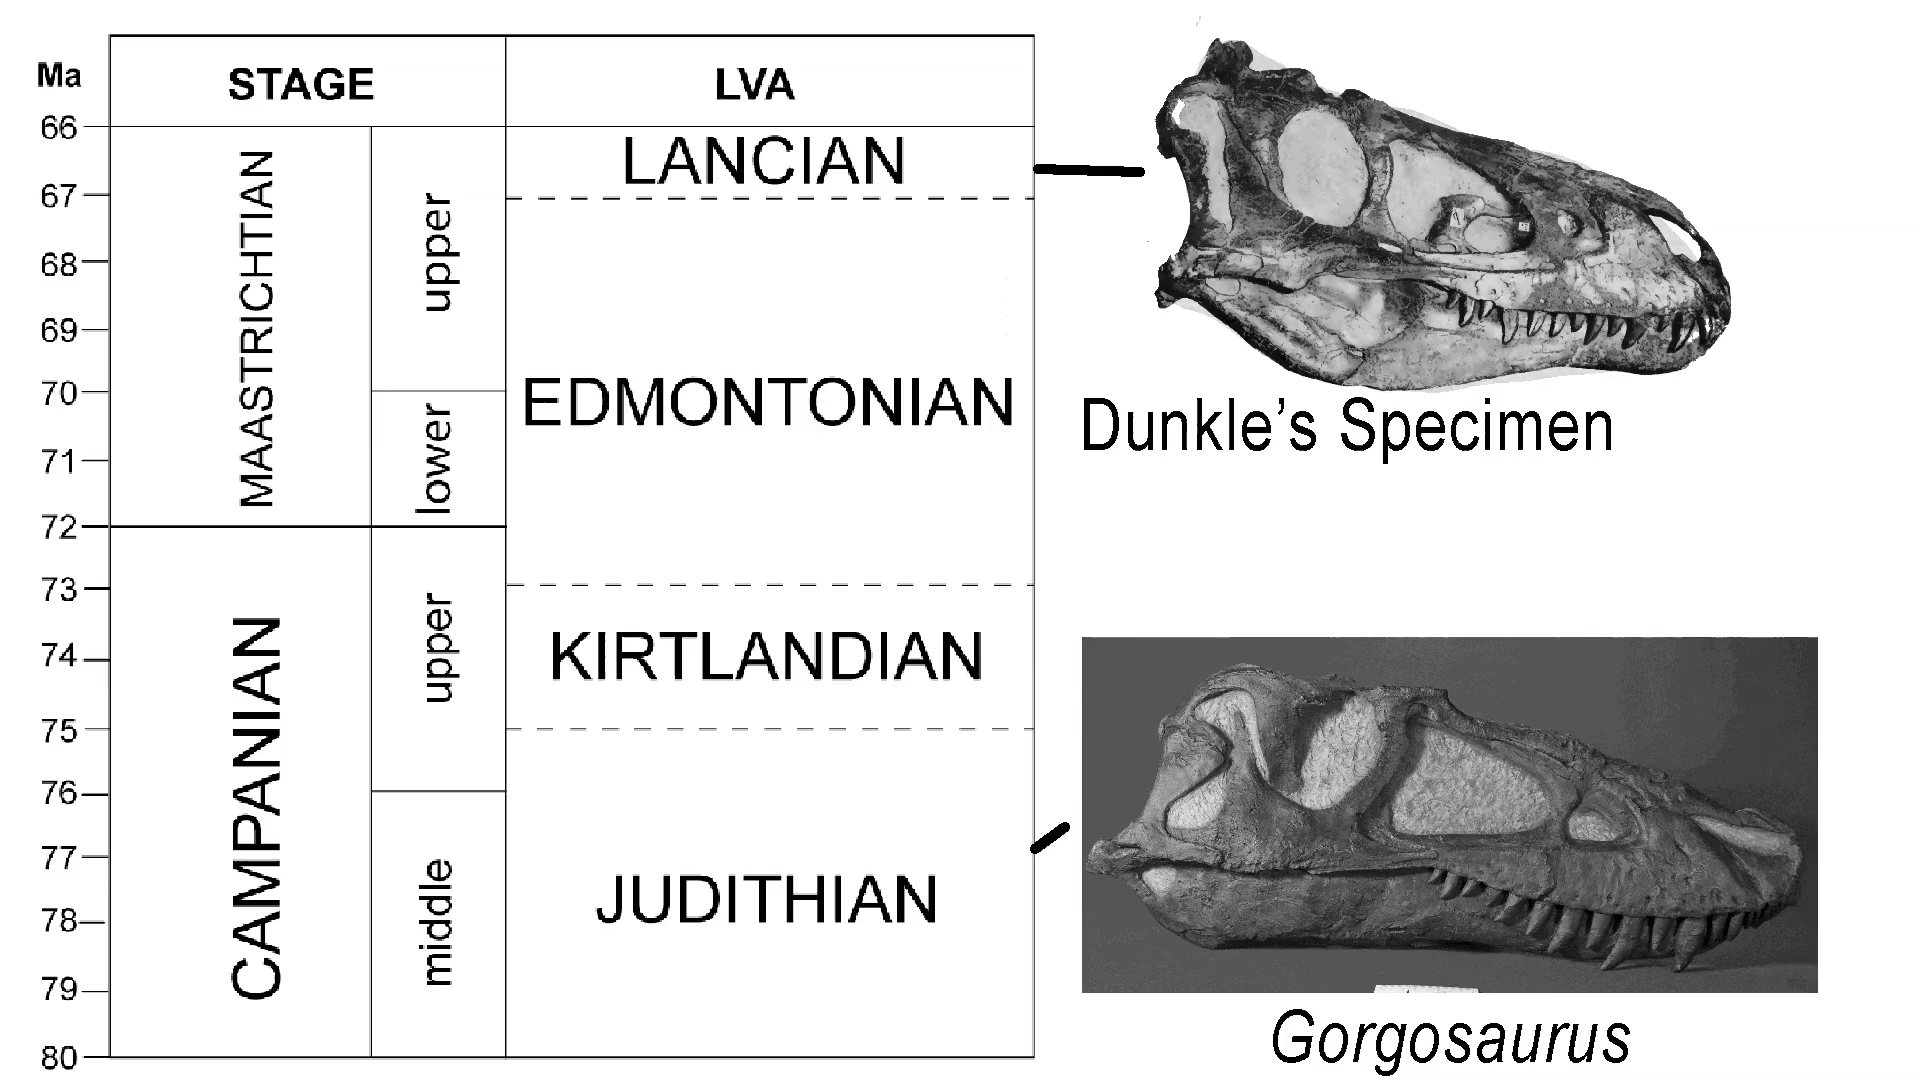 Ma
STAGE
LVA
66
67
68
69
70
71
72
73
74
75
76
77
78
79
80
MAASTRICHTIAN
upper
lower
CAMPANIAN
upper
middle
LANCIAN
EDMONTONIAN
KIRTLANDIAN
JUDITHIAN
Dunkle’s Specimen
Gorgosaurus